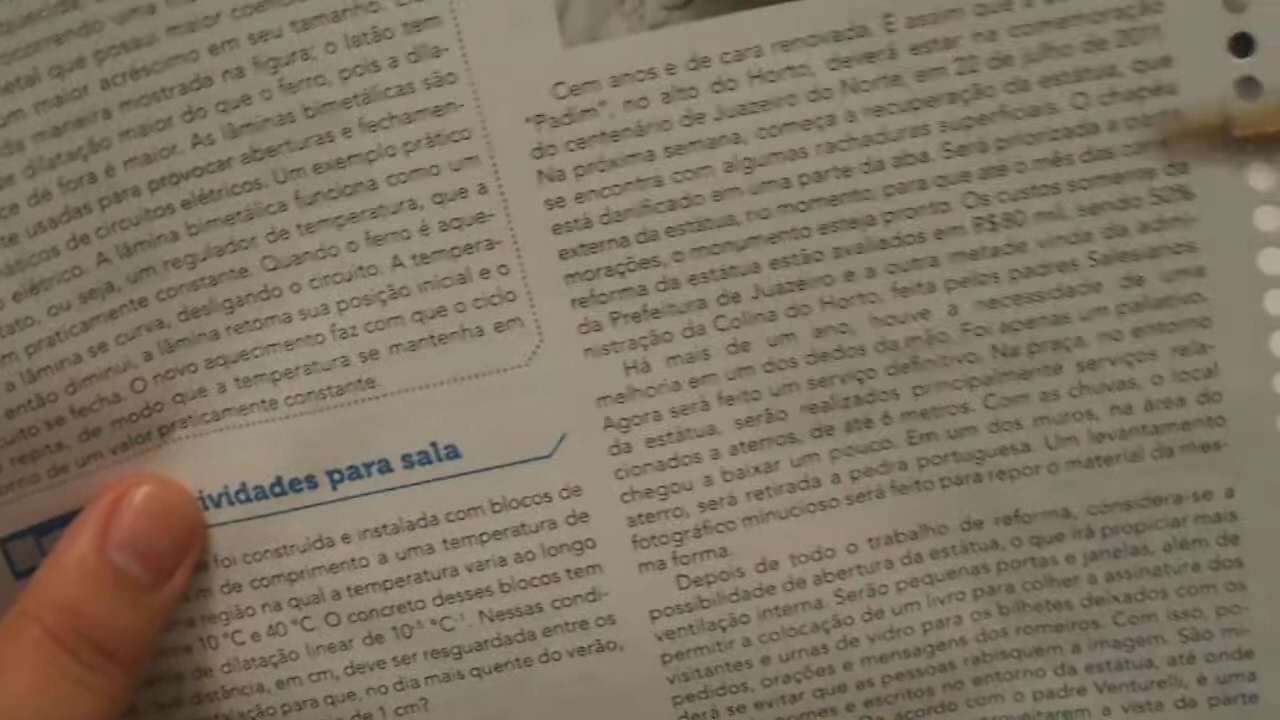 ocorrendo uma
metal que possui maior coefi
um maior acréscimo em seu tamanho. D
da maneira mostrada na figura; o latão tem
dilatação maior do que o ferro, pois a dila-
ce de fora é maior. As lâminas bimetálicas são
te usadas para provocar aberturas e fechamen-
áticos de circuitos elétricos. Um exemplo prático
elétrico. A lâmina bimetálica funciona como um
tato, ou seja, um regulador de temperatura, que a
m praticamente constante. Quando o ferro é aque-
a lâmina se curva, desligando o circuito. A tempera-
então diminui, a lâmina retoma sua posição inicial e o
cuito se fecha. O novo aquecimento faz com que o ciclo
repita, de modo que a temperatura se mantenha em
orno de um valor praticamente constante.
ividades para sala
foi construída e instalada com blocos de
m de comprimento a uma temperatura de
região na qual a temperatura varia ao longo
10 °C e 40 °C. O concreto desses blocos tem
de dilatação linear de 10⁻⁵ °C⁻¹. Nessas condi-
distância, em cm, deve ser resguardada entre os
lação para que, no dia mais quente do verão,
de 1 cm?
Cem anos e de cara renovada. É assim que
"Padim", no alto do Horto, deverá estar na comemoração
do centenário de Juazeiro do Norte, em 22 de julho de 2011.
Na próxima semana, começa a recuperação da estátua, que
se encontra com algumas rachaduras superficiais. O chapéu
está danificado em uma parte da aba. Será priorizada a
externa da estátua, no momento, para que até o mês das
morações, o monumento esteja pronto. Os custos somente da
reforma da estátua estão avaliados em R$ 80 mil, sendo 50%
da Prefeitura de Juazeiro e a outra metade vinda da admi-
nistração da Colina do Horto, feita pelos padres Salesianos.
Há mais de um ano, houve a necessidade de uma
melhoria em um dos dedos da mão. Foi apenas um paliativo.
Agora será feito um serviço definitivo. Na praça, no entorno
da estátua, serão realizados principalmente serviços rela-
cionados a aterros, de até 6 metros. Com as chuvas, o local
chegou a baixar um pouco. Em um dos muros, na área do
aterro, será retirada a pedra portuguesa. Um levantamento
fotográfico minucioso será feito para repor o material da mes-
ma forma.
Depois de todo o trabalho de reforma, considera-se a
possibilidade de abertura da estátua, o que irá propiciar mais
ventilação interna. Serão pequenas portas e janelas, além de
permitir a colocação de um livro para colher a assinatura dos
visitantes e urnas de vidro para os bilhetes deixados com os
pedidos, orações e mensagens dos romeiros. Com isso, po-
derá se evitar que as pessoas rabisquem a imagem. São
nomes e escritos no entorno da estátua, até onde
acordo com o padre Venturelli, é uma
a vista da parte